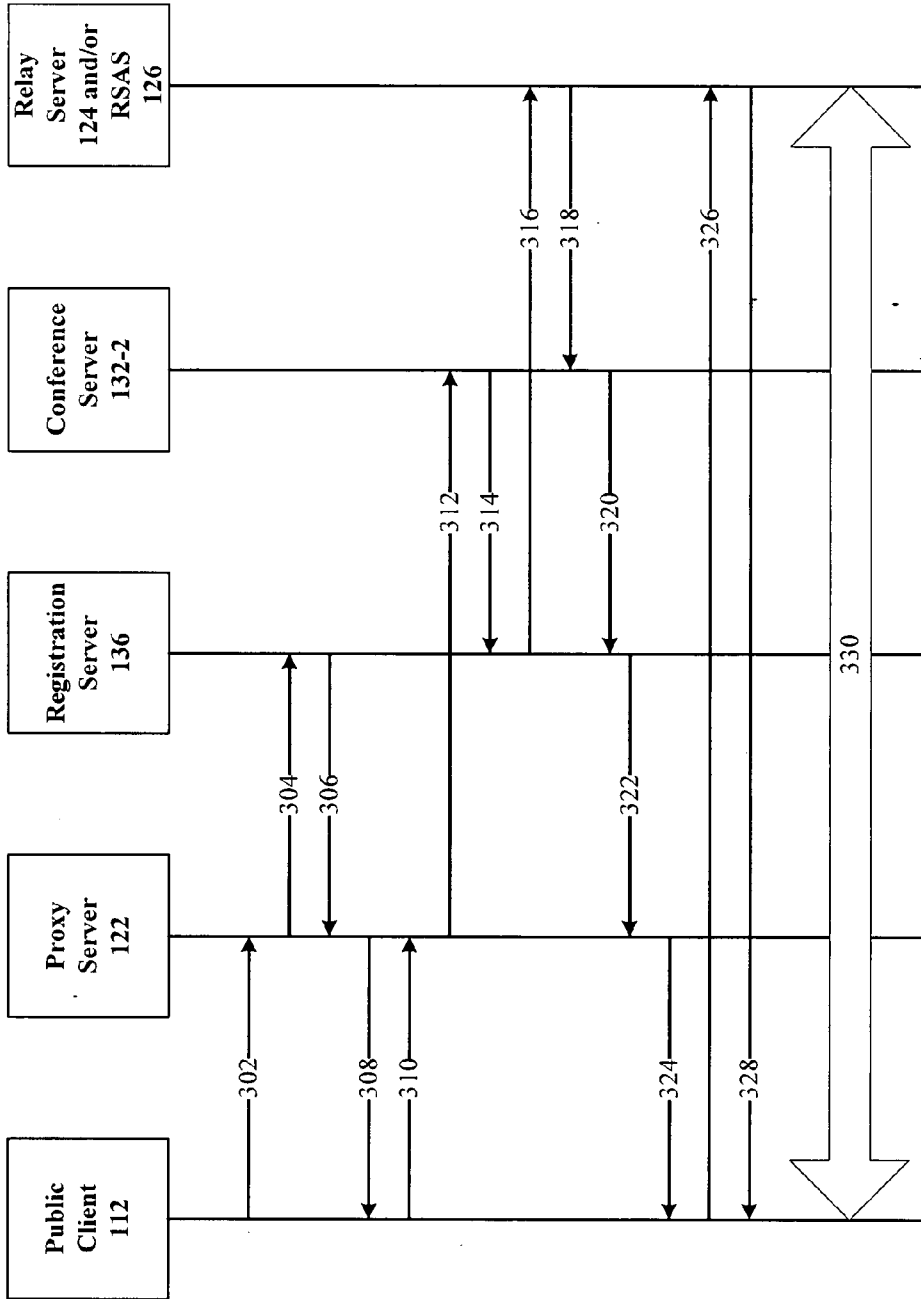 Public
Client
112
Proxy
Server
122
Registration
Server
136
Conference
Server
132-2
Relay
Server
124 and/or
RSAS
126
302
304
306
308
310
312
314
316
318
320
322
324
326
328
330